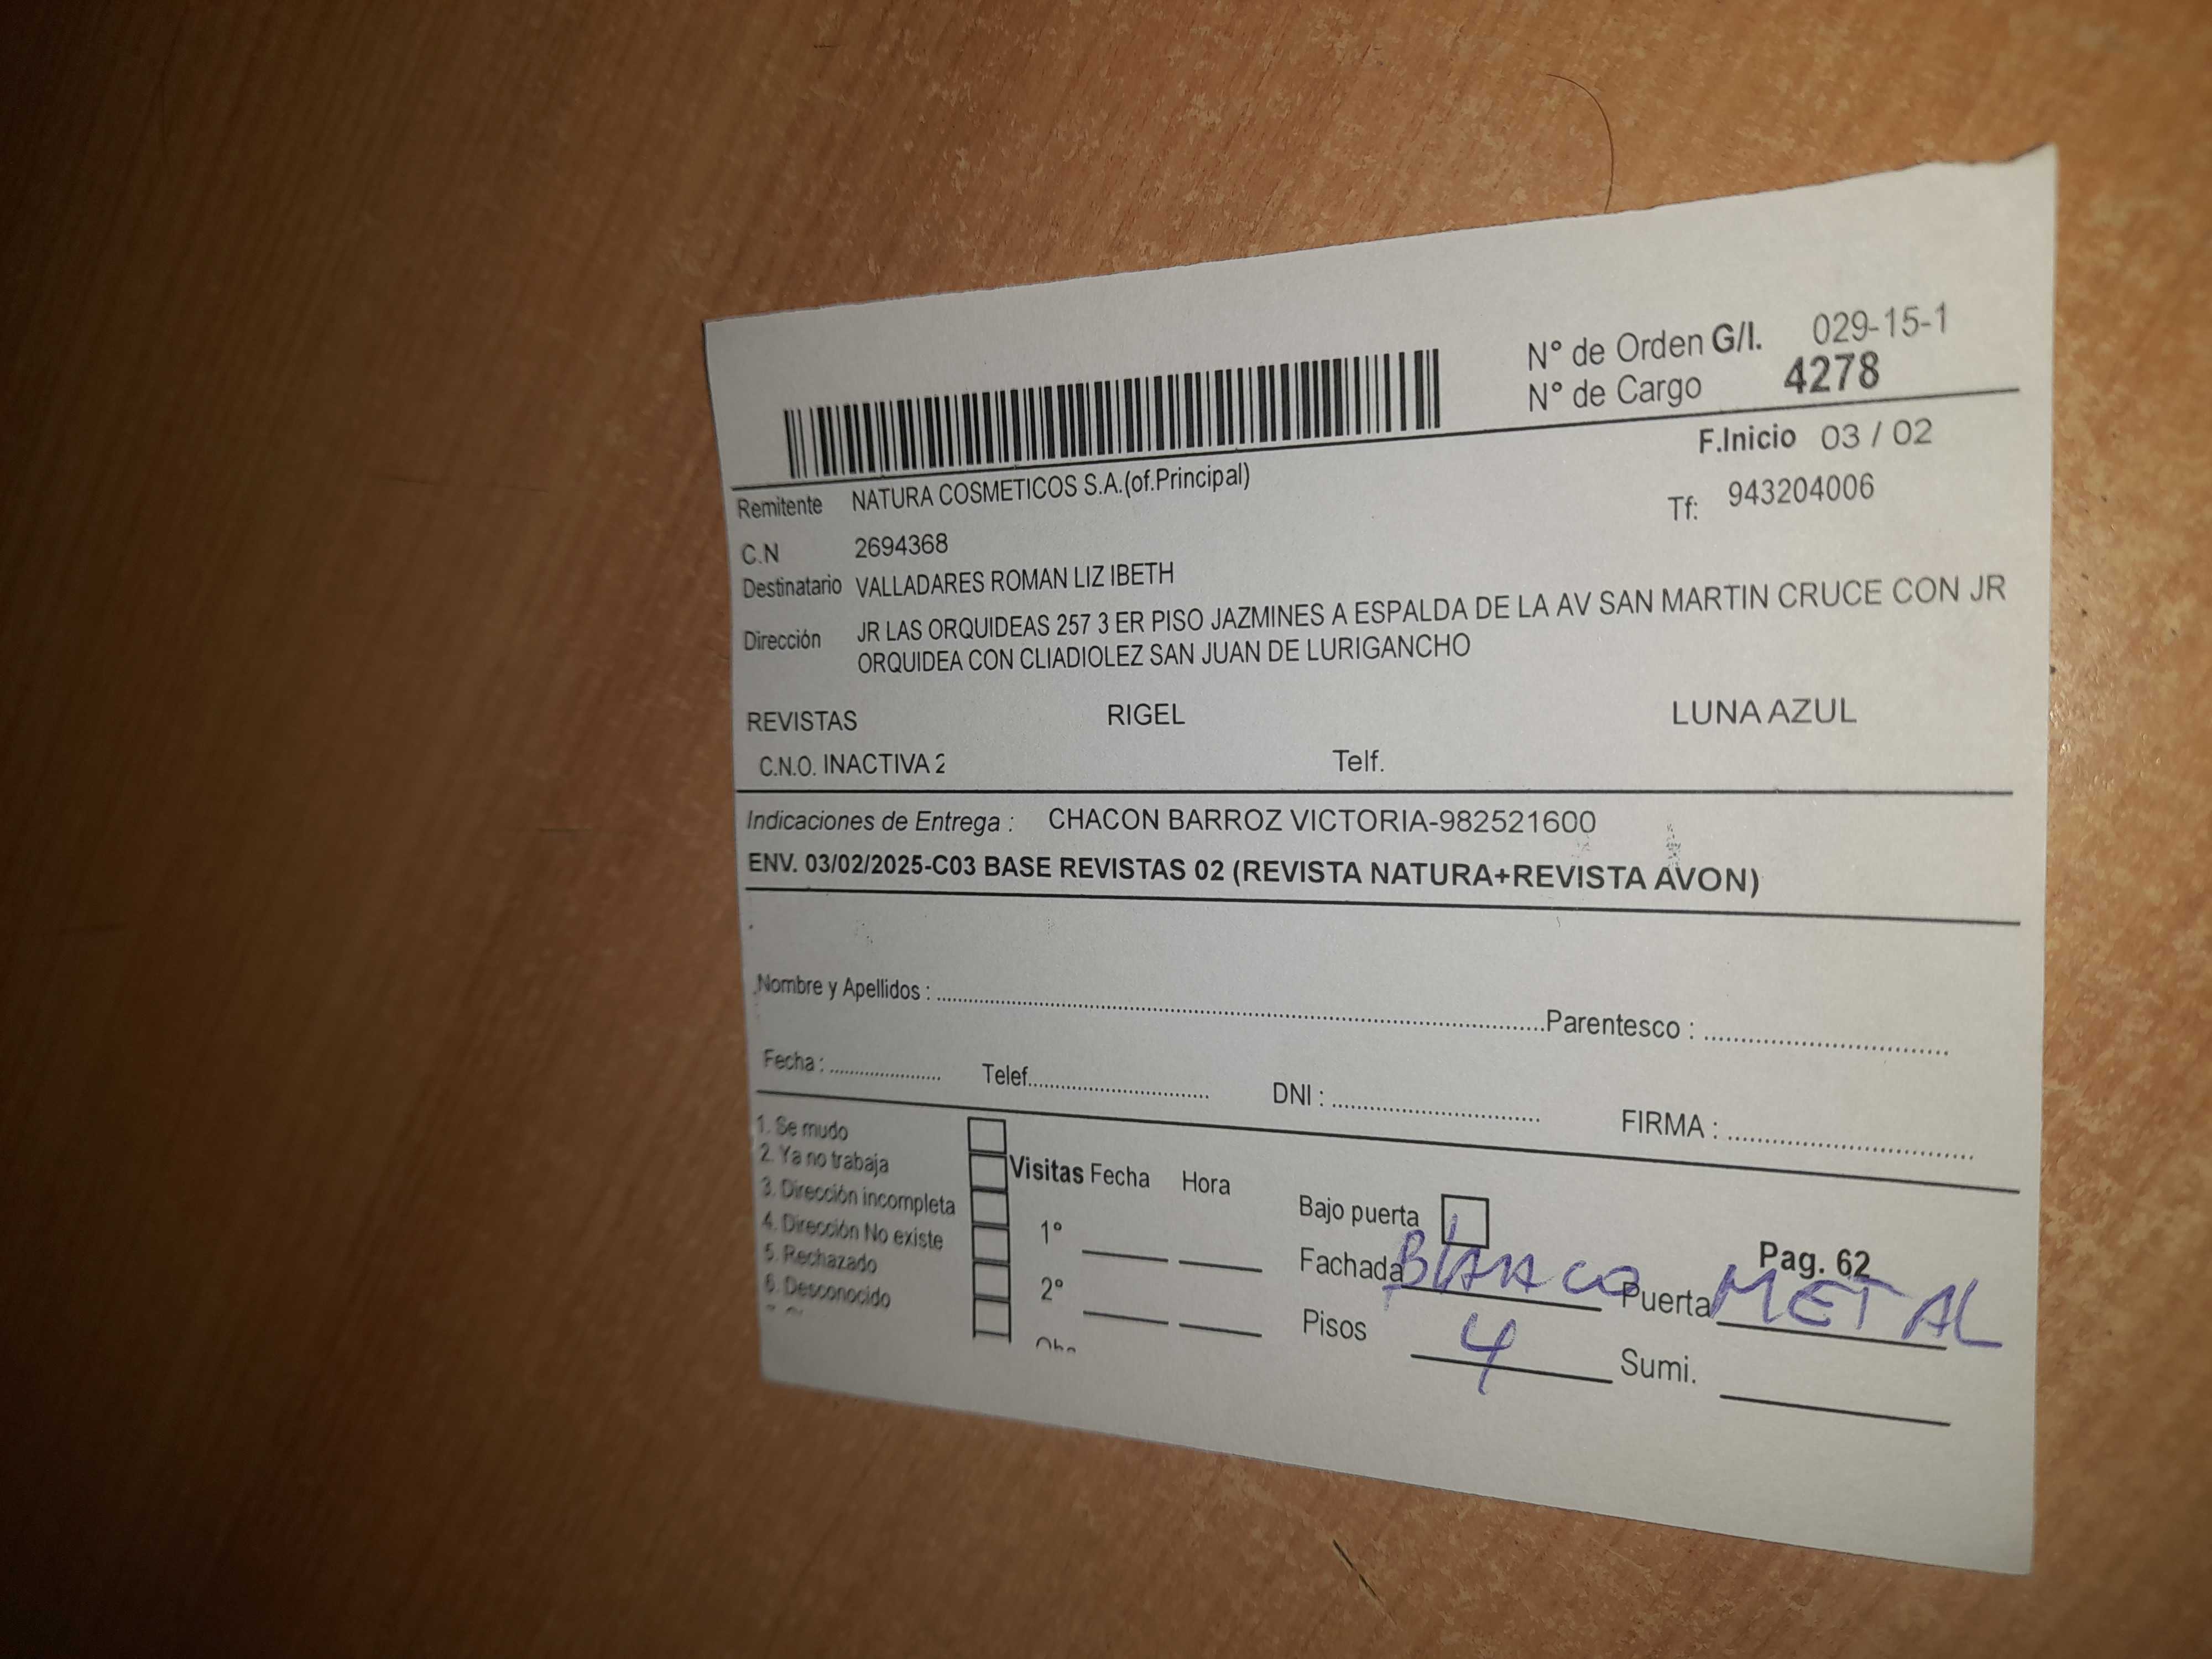 N° de Orden G/I. 029-15-1
N° de Cargo 4278
F.Inicio 03 / 02
Remitente NATURA COSMETICOS S.A.(of.Principal)
Tf: 943204006
C.N 2694368
Destinatario VALLADARES ROMAN LIZ IBETH
Dirección JR LAS ORQUIDEAS 257 3 ER PISO JAZMINES A ESPALDA DE LA AV SAN MARTIN CRUCE CON JR
ORQUIDEA CON CLIADIOLEZ SAN JUAN DE LURIGANCHO
REVISTAS RIGEL LUNA AZUL
C.N.O. INACTIVA 2 Telf.
Indicaciones de Entrega : CHACON BARROZ VICTORIA-982521600
ENV. 03/02/2025-C03 BASE REVISTAS 02 (REVISTA NATURA+REVISTA AVON)
Nombre y Apellidos : Parentesco :
Fecha : Telef. DNI : FIRMA :
1. Se mudo
2. Ya no trabaja
3. Dirección incompleta
4. Dirección No existe
5. Rechazado
6. Desconocido
Visitas Fecha Hora
1°
2°
Bajo puerta
Pag. 62
Fachada BLANCO Puerta METAL
Pisos 4 Sumi.